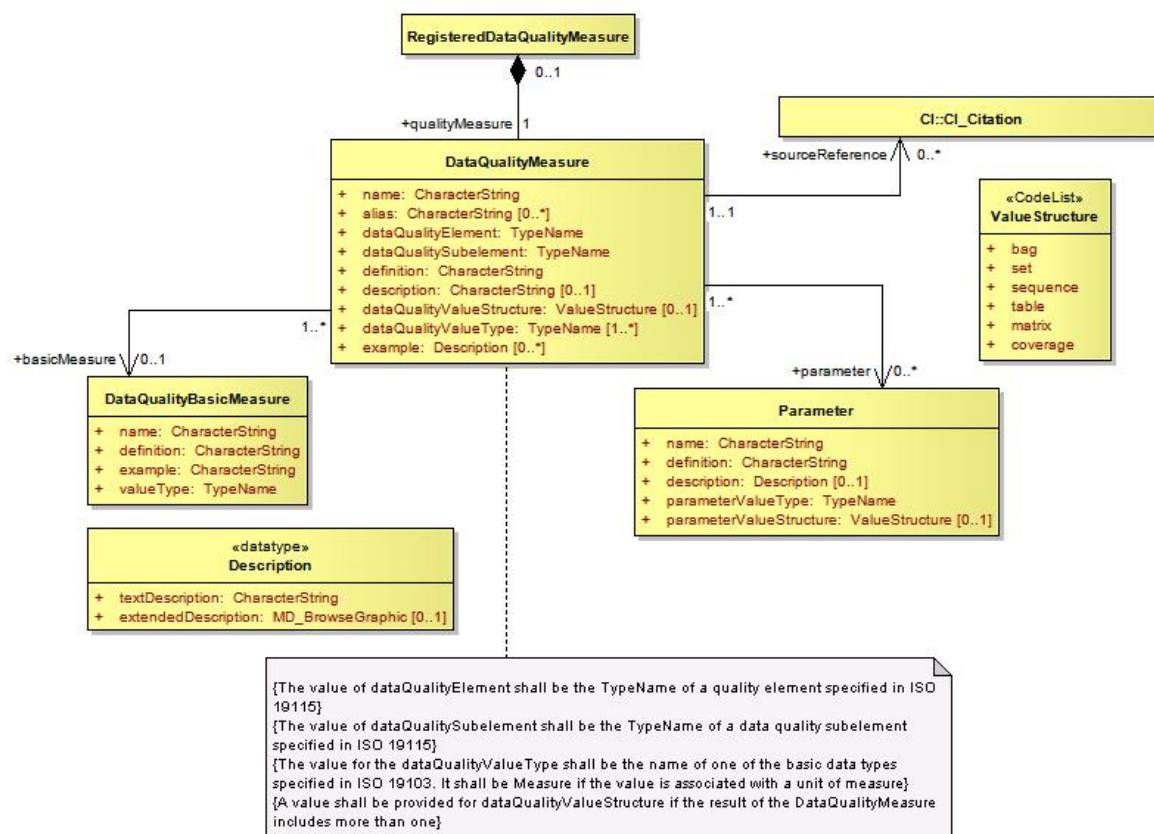 RegisteredDataQualityMeasure
0..1
+qualityMeasure 1
CI::CI_Citation
+sourceReference 0..*
DataQualityMeasure
+ name: CharacterString
+ alias: CharacterString [0..*]
+ dataQualityElement: TypeName
+ dataQualitySubelement: TypeName
+ definition: CharacterString
+ description: CharacterString [0..1]
+ dataQualityValueStructure: ValueStructure [0..1]
+ dataQualityValueType: TypeName [1..*]
+ example: Description [0..*]
1..1
1..*
«CodeList»
ValueStructure
+ bag
+ set
+ sequence
+ table
+ matrix
+ coverage
1..*
+basicMeasure 0..1
+parameter 0..*
DataQualityBasicMeasure
+ name: CharacterString
+ definition: CharacterString
+ example: CharacterString
+ valueType: TypeName
Parameter
+ name: CharacterString
+ definition: CharacterString
+ description: Description [0..1]
+ parameterValueType: TypeName
+ parameterValueStructure: ValueStructure [0..1]
«datatype»
Description
+ textDescription: CharacterString
+ extendedDescription: MD_BrowseGraphic [0..1]
{The value of dataQualityElement shall be the TypeName of a quality element specified in ISO
19115}
{The value of dataQualitySubelement shall be the TypeName of a data quality subelement
specified in ISO 19115}
{The value for the dataQualityValueType shall be the name of one of the basic data types
specified in ISO 19103. It shall be Measure if the value is associated with a unit of measure}
{A value shall be provided for dataQualityValueStructure if the result of the DataQualityMeasure
includes more than one}